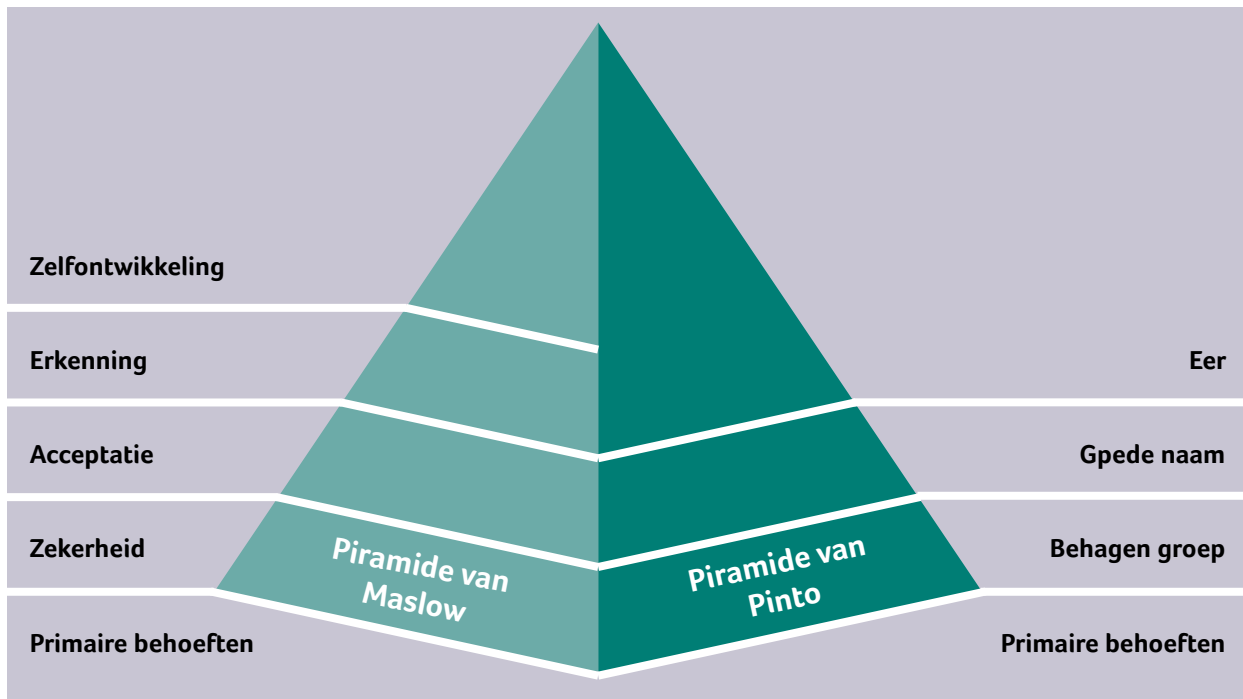 Zelfontwikkeling
Erkenning
Eer
Acceptatie
Gpede naam
Zekerheid
Behagen groep
Piramide van
Maslow
Piramide van
Pinto
Primaire behoeften
Primaire behoeften